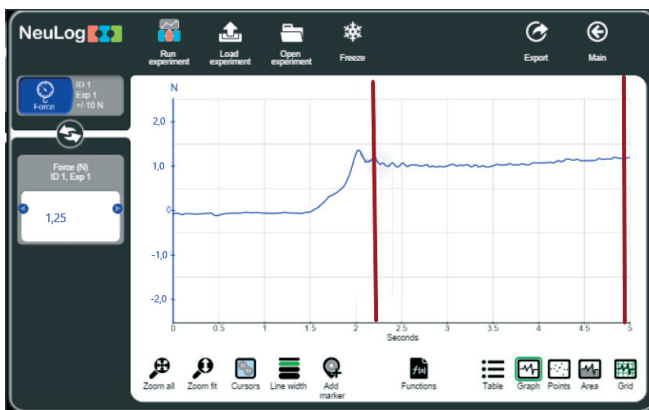 NeuLog
Run
experiment
Load
experiment
Open
experiment
Freeze
Export
Main
Force
ID 1
Exp 1
+/-10 N
Force (N)
ID 1, Exp 1
1,25
N
2,0
1,0
0
-1,0
-2,0
0 0.5 1 1.5 2 2.5 3 3.5 4 4.5 5
Seconds
Zoom all
Zoom fit
Cursors
Line width
Add
marker
f(x)
Functions
Table
Graph
Points
Area
Grid